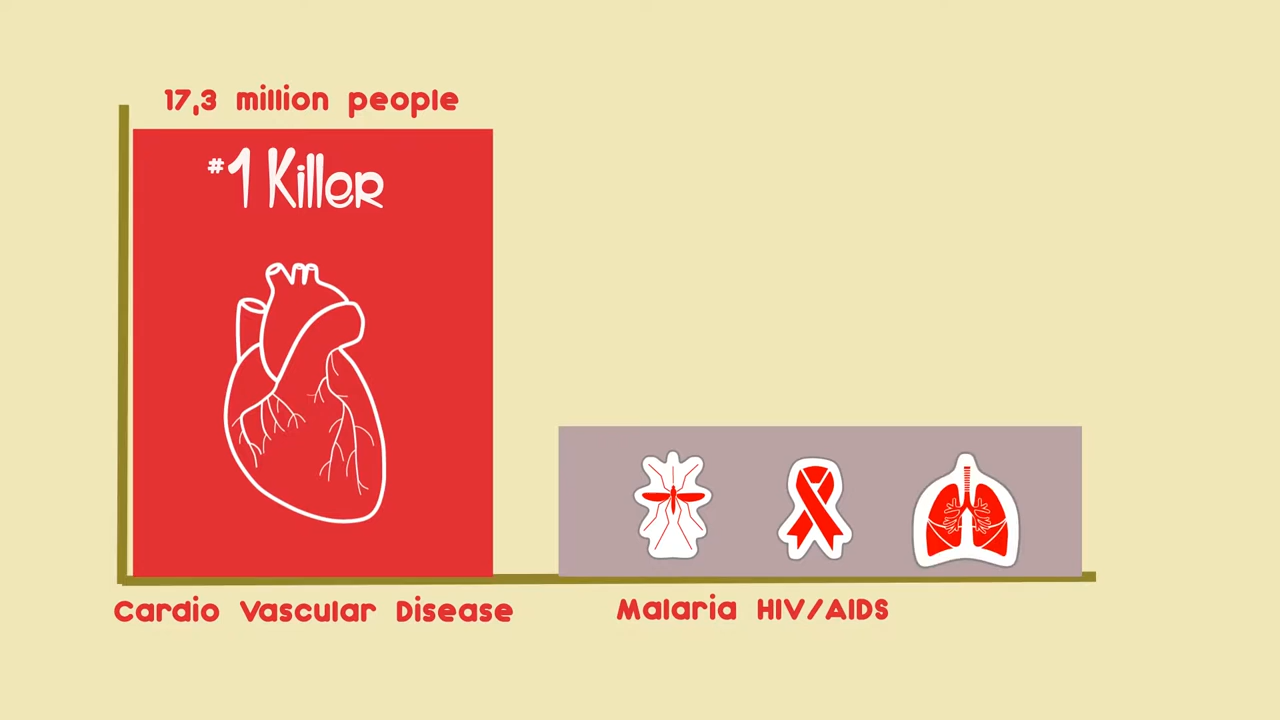 17,3 million people
#1 Killer
Cardio Vascular Disease
Malaria HIV/AIDS